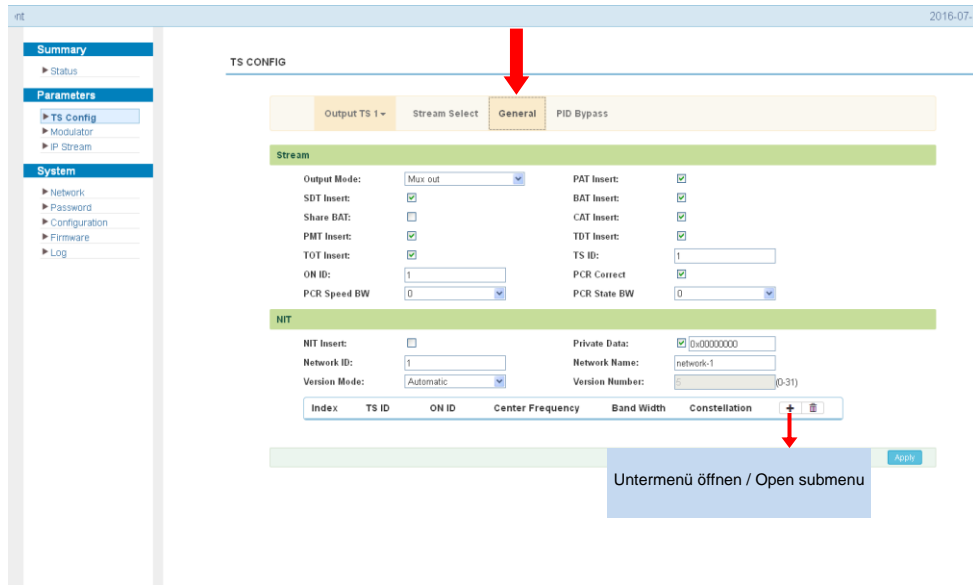 nt 2016-07-
Summary
Status
Parameters
TS Config
Modulator
IP Stream
System
Network
Password
Configuration
Firmware
Log
TS CONFIG
Output TS 1 Stream Select General PID Bypass
Stream
Output Mode: Mux out PAT Insert:
SDT Insert: BAT Insert:
Share BAT: CAT Insert:
PMT Insert: TDT Insert:
TOT Insert: TS ID: 1
ON ID: 1 PCR Correct
PCR Speed BW 0 PCR State BW 0
NIT
NIT Insert: Private Data: 0x00000000
Network ID: 1 Network Name: network-1
Version Mode: Automatic Version Number: 5 (0-31)
Index TS ID ON ID Center Frequency Band Width Constellation
Apply
Untermenü öffnen / Open submenu